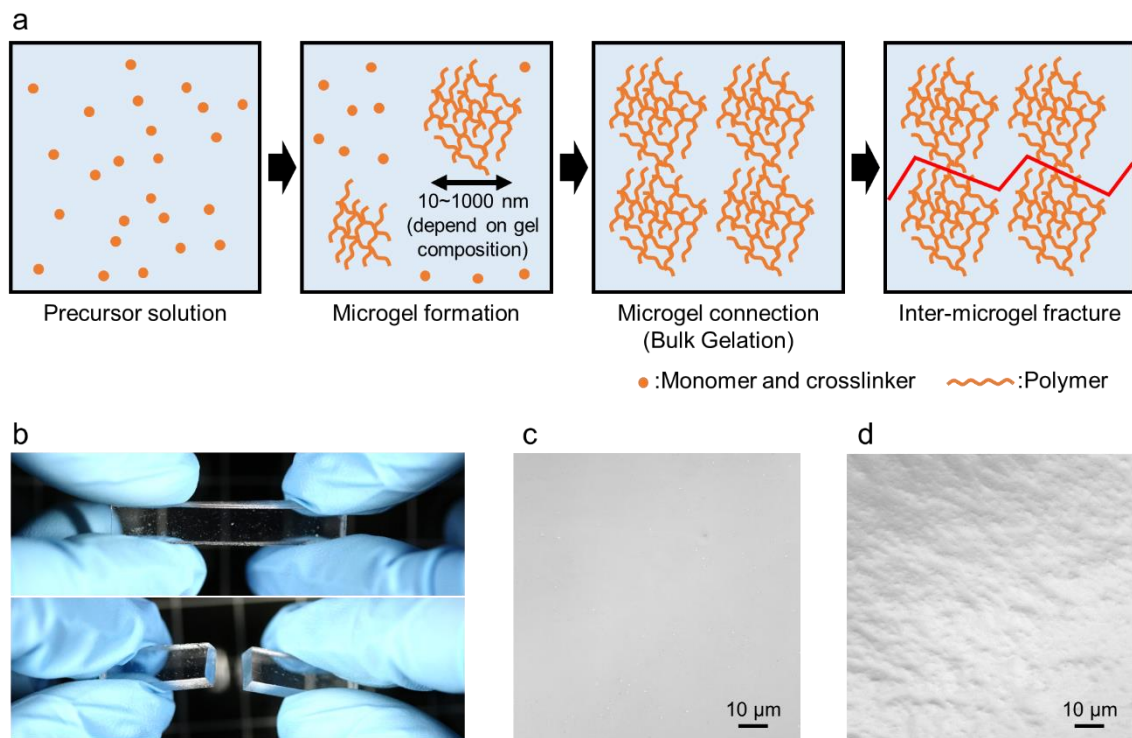 a
10~1000 nm
(depend on gel
composition)
Precursor solution
Microgel formation
Microgel connection
(Bulk Gelation)
Inter-microgel fracture
:Monomer and crosslinker
:Polymer
b
c
d
10 μm
10 μm